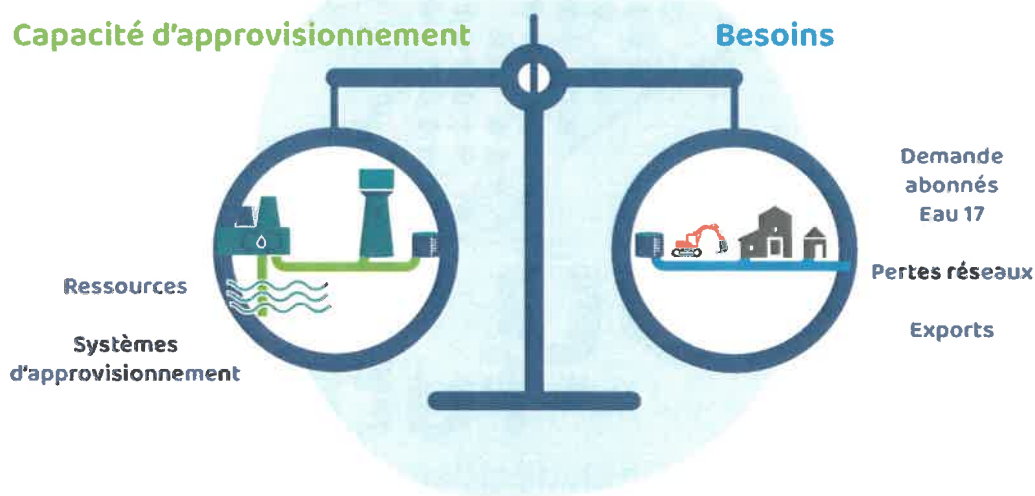 Capacité d'approvisionnement
Besoins
Ressources
Systèmes
d'approvisionnement
Demande
abonnés
Eau 17
Pertes réseaux
Exports